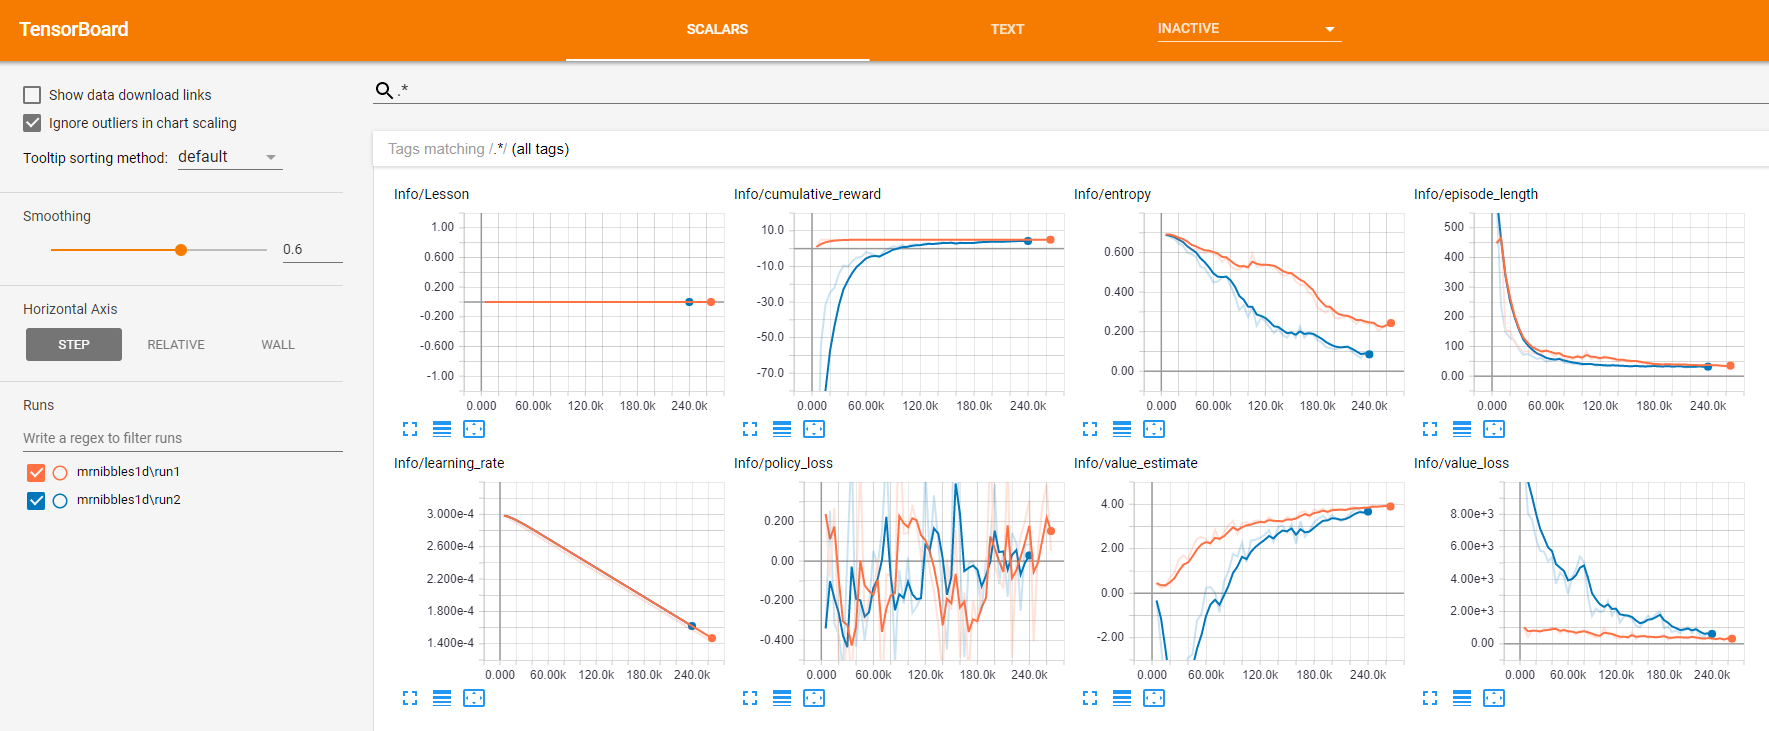 TensorBoard
SCALARS
TEXT
INACTIVE
Show data download links
Ignore outliers in chart scaling
Tooltip sorting method: default
Smoothing
0.6
Horizontal Axis
STEP
RELATIVE
WALL
Runs
Write a regex to filter runs
mrnibbles1d\run1
mrnibbles1d\run2
.*
Tags matching /.*/ (all tags)
Info/Lesson
1.00
0.600
0.200
-0.200
-0.600
-1.00
0.000 60.00k 120.0k 180.0k 240.0k
Info/cumulative_reward
10.0
-10.0
-30.0
-50.0
-70.0
0.000 60.00k 120.0k 180.0k 240.0k
Info/entropy
0.600
0.400
0.200
0.00
0.000 60.00k 120.0k 180.0k 240.0k
Info/episode_length
500
400
300
200
100
0.00
0.000 60.00k 120.0k 180.0k 240.0k
Info/learning_rate
3.000e-4
2.600e-4
2.200e-4
1.800e-4
1.400e-4
0.000 60.00k 120.0k 180.0k 240.0k
Info/policy_loss
0.200
0.00
-0.200
-0.400
0.000 60.00k 120.0k 180.0k 240.0k
Info/value_estimate
4.00
2.00
0.00
-2.00
0.000 60.00k 120.0k 180.0k 240.0k
Info/value_loss
8.00e+3
6.00e+3
4.00e+3
2.00e+3
0.00
0.000 60.00k 120.0k 180.0k 240.0k